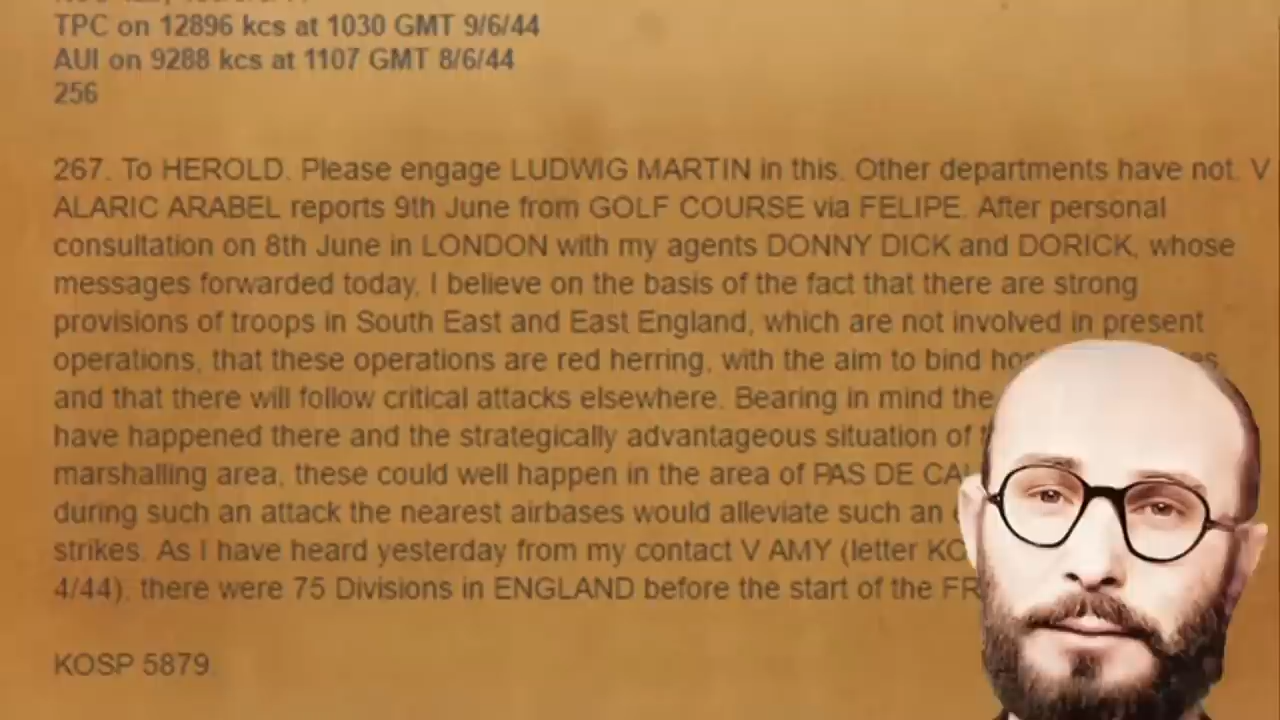 TPC on 12896 kcs at 1030 GMT 9/6/44
AUI on 9288 kcs at 1107 GMT 8/6/44
256
267. To HEROLD. Please engage LUDWIG MARTIN in this. Other departments have not. V
ALARIC ARABEL reports 9th June from GOLF COURSE via FELIPE. After personal
consultation on 8th June in LONDON with my agents DONNY DICK and DORICK, whose
messages forwarded today, I believe on the basis of the fact that there are strong
provisions of troops in South East and East England, which are not involved in present
operations, that these operations are red herring, with the aim to bind
and that there will follow critical attacks elsewhere. Bearing in mind the
have happened there and the strategically advantageous situation of
marshalling area, these could well happen in the area of PAS DE
during such an attack the nearest airbases would alleviate such an
strikes. As I have heard yesterday from my contact V AMY (letter
4/44), there were 75 Divisions in ENGLAND before the start of the
KOSP 5879.